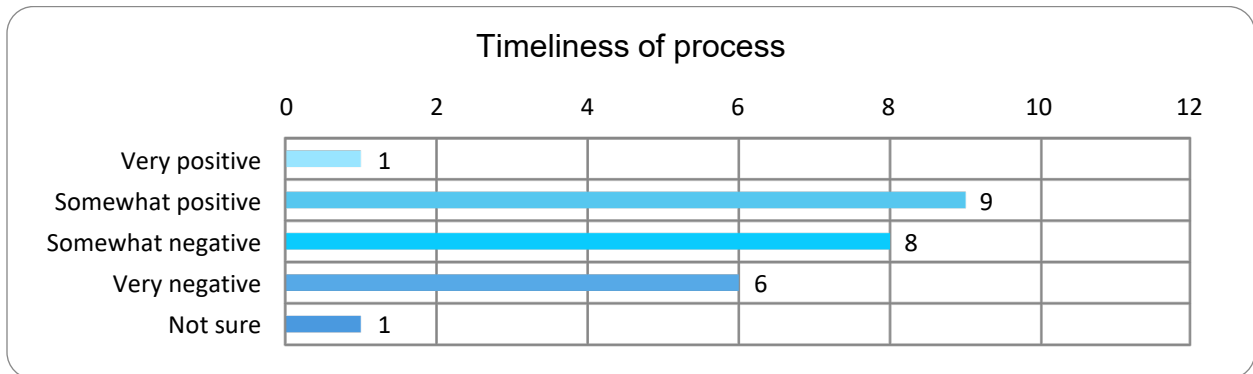 Timeliness of process
0 2 4 6 8 10 12
Very positive 1
Somewhat positive 9
Somewhat negative 8
Very negative 6
Not sure 1